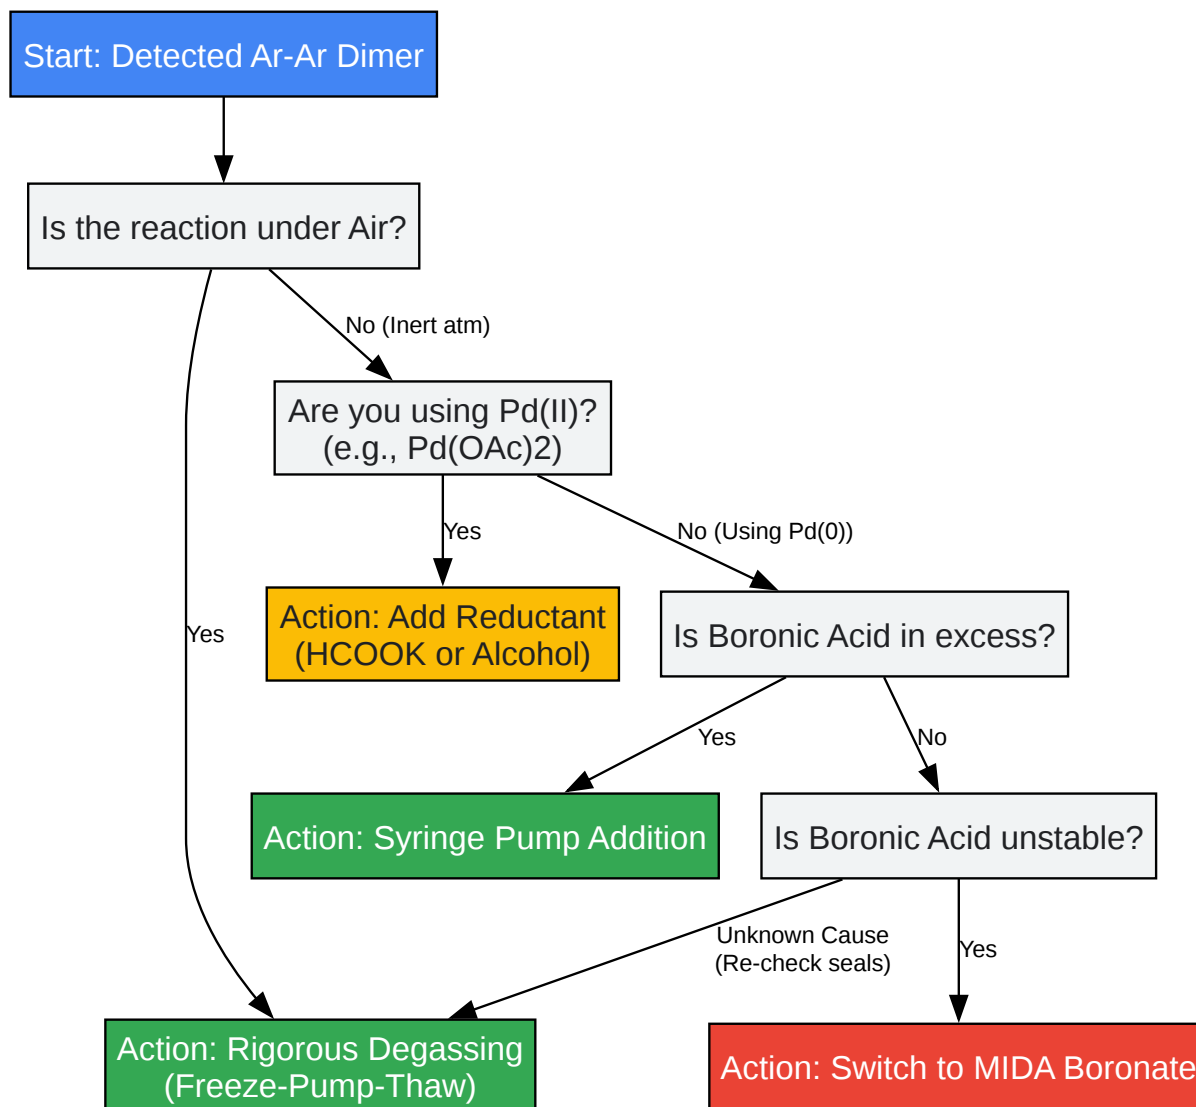 Start: Detected Ar-Ar Dimer
Is the reaction under Air?
No (Inert atm)
Are you using Pd(II)?
(e.g., Pd(OAc)2)
Yes
No (Using Pd(0))
Action: Add Reductant
(HCOOK or Alcohol)
Is Boronic Acid in excess?
Yes
Yes
No
Action: Syringe Pump Addition
Is Boronic Acid unstable?
Unknown Cause
(Re-check seals)
Yes
Action: Rigorous Degassing
(Freeze-Pump-Thaw)
Action: Switch to MIDA Boronate